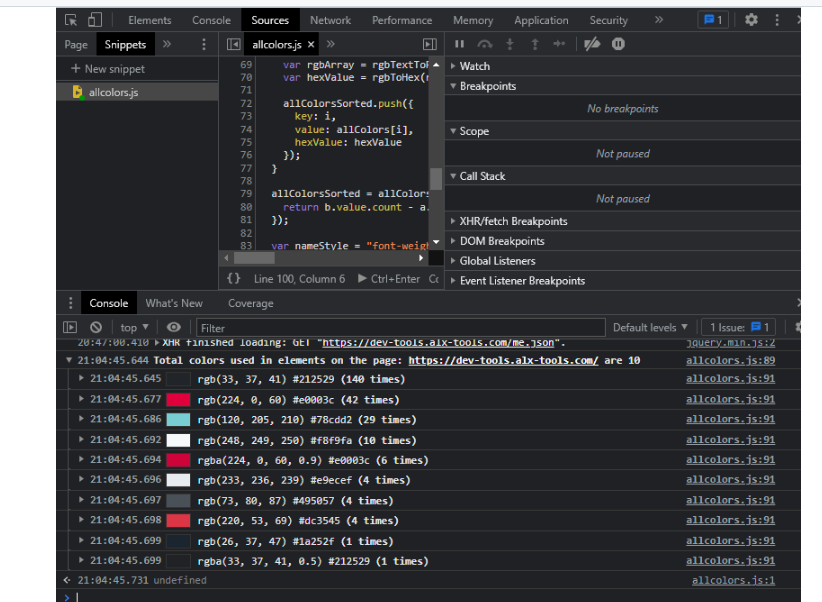 Elements Console Sources Network Performance Memory Application Security » 1
Page Snippets » allcolors.js × »
+ New snippet
allcolors.js
69 var rgbArray = rgbTextToR
70 var hexValue = rgbToHex(r
71
72 allColorsSorted.push({
73 key: i,
74 value: allColors[i],
75 hexValue: hexValue
76 });
77 }
78
79 allColorsSorted = allColors
80 return b.value.count - a.
81 });
82
83 var nameStyle = "font-weigh
{} Line 100, Column 6 Ctrl+Enter Co
Watch
Breakpoints
No breakpoints
Scope
Not paused
Call Stack
Not paused
XHR/fetch Breakpoints
DOM Breakpoints
Global Listeners
Event Listener Breakpoints
Console What's New Coverage
top Filter Default levels 1 Issue: 1
20:47:00.410 XHR finished loading: GET "https://dev-tools.alx-tools.com/me.json". jquery.min.js:2
21:04:45.644 Total colors used in elements on the page: https://dev-tools.alx-tools.com/ are 10 allcolors.js:89
21:04:45.645 rgb(33, 37, 41) #212529 (140 times) allcolors.js:91
21:04:45.677 rgb(224, 0, 60) #e0003c (42 times) allcolors.js:91
21:04:45.686 rgb(120, 205, 210) #78cdd2 (29 times) allcolors.js:91
21:04:45.692 rgb(248, 249, 250) #f8f9fa (10 times) allcolors.js:91
21:04:45.694 rgba(224, 0, 60, 0.9) #e0003c (6 times) allcolors.js:91
21:04:45.696 rgb(233, 236, 239) #e9ecef (4 times) allcolors.js:91
21:04:45.697 rgb(73, 80, 87) #495057 (4 times) allcolors.js:91
21:04:45.698 rgb(220, 53, 69) #dc3545 (4 times) allcolors.js:91
21:04:45.699 rgb(26, 37, 47) #1a252f (1 times) allcolors.js:91
21:04:45.699 rgba(33, 37, 41, 0.5) #212529 (1 times) allcolors.js:91
21:04:45.731 undefined allcolors.js:1